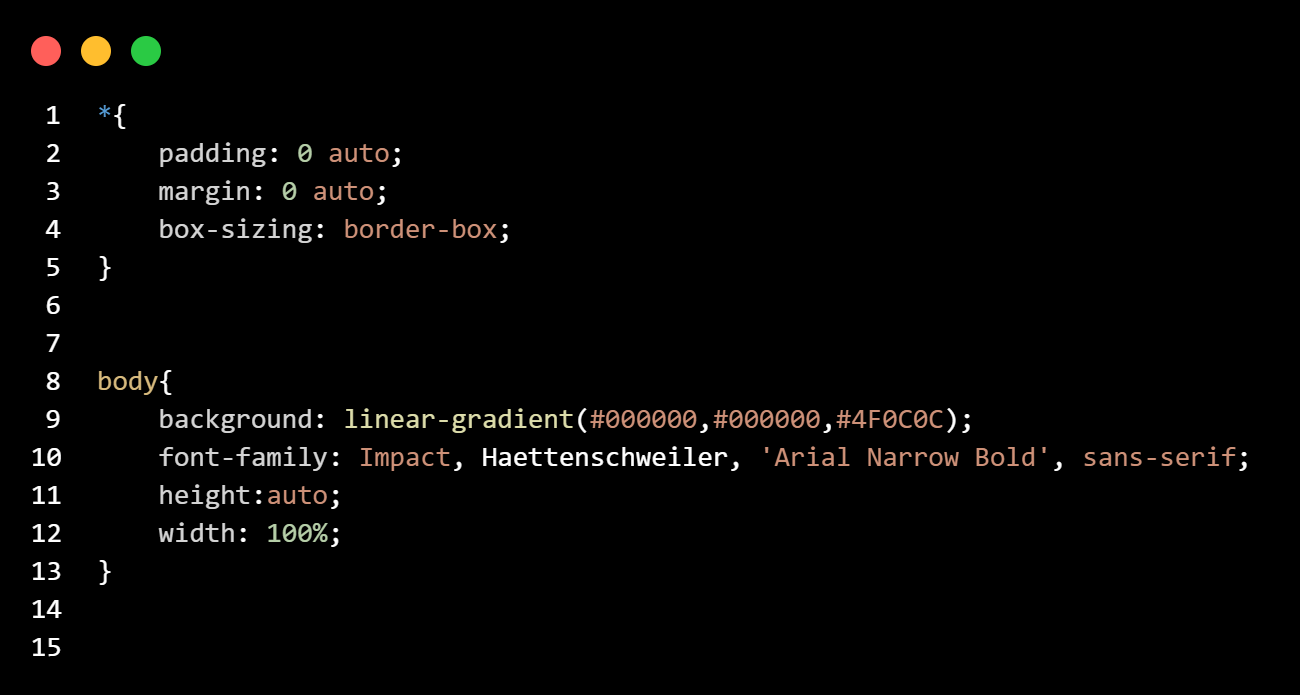 1 *{
2     padding: 0 auto;
3     margin: 0 auto;
4     box-sizing: border-box;
5 }
6
7
8 body{
9     background: linear-gradient(#000000,#000000,#4F0C0C);
10     font-family: Impact, Haettenschweiler, 'Arial Narrow Bold', sans-serif;
11     height:auto;
12     width: 100%;
13 }
14
15